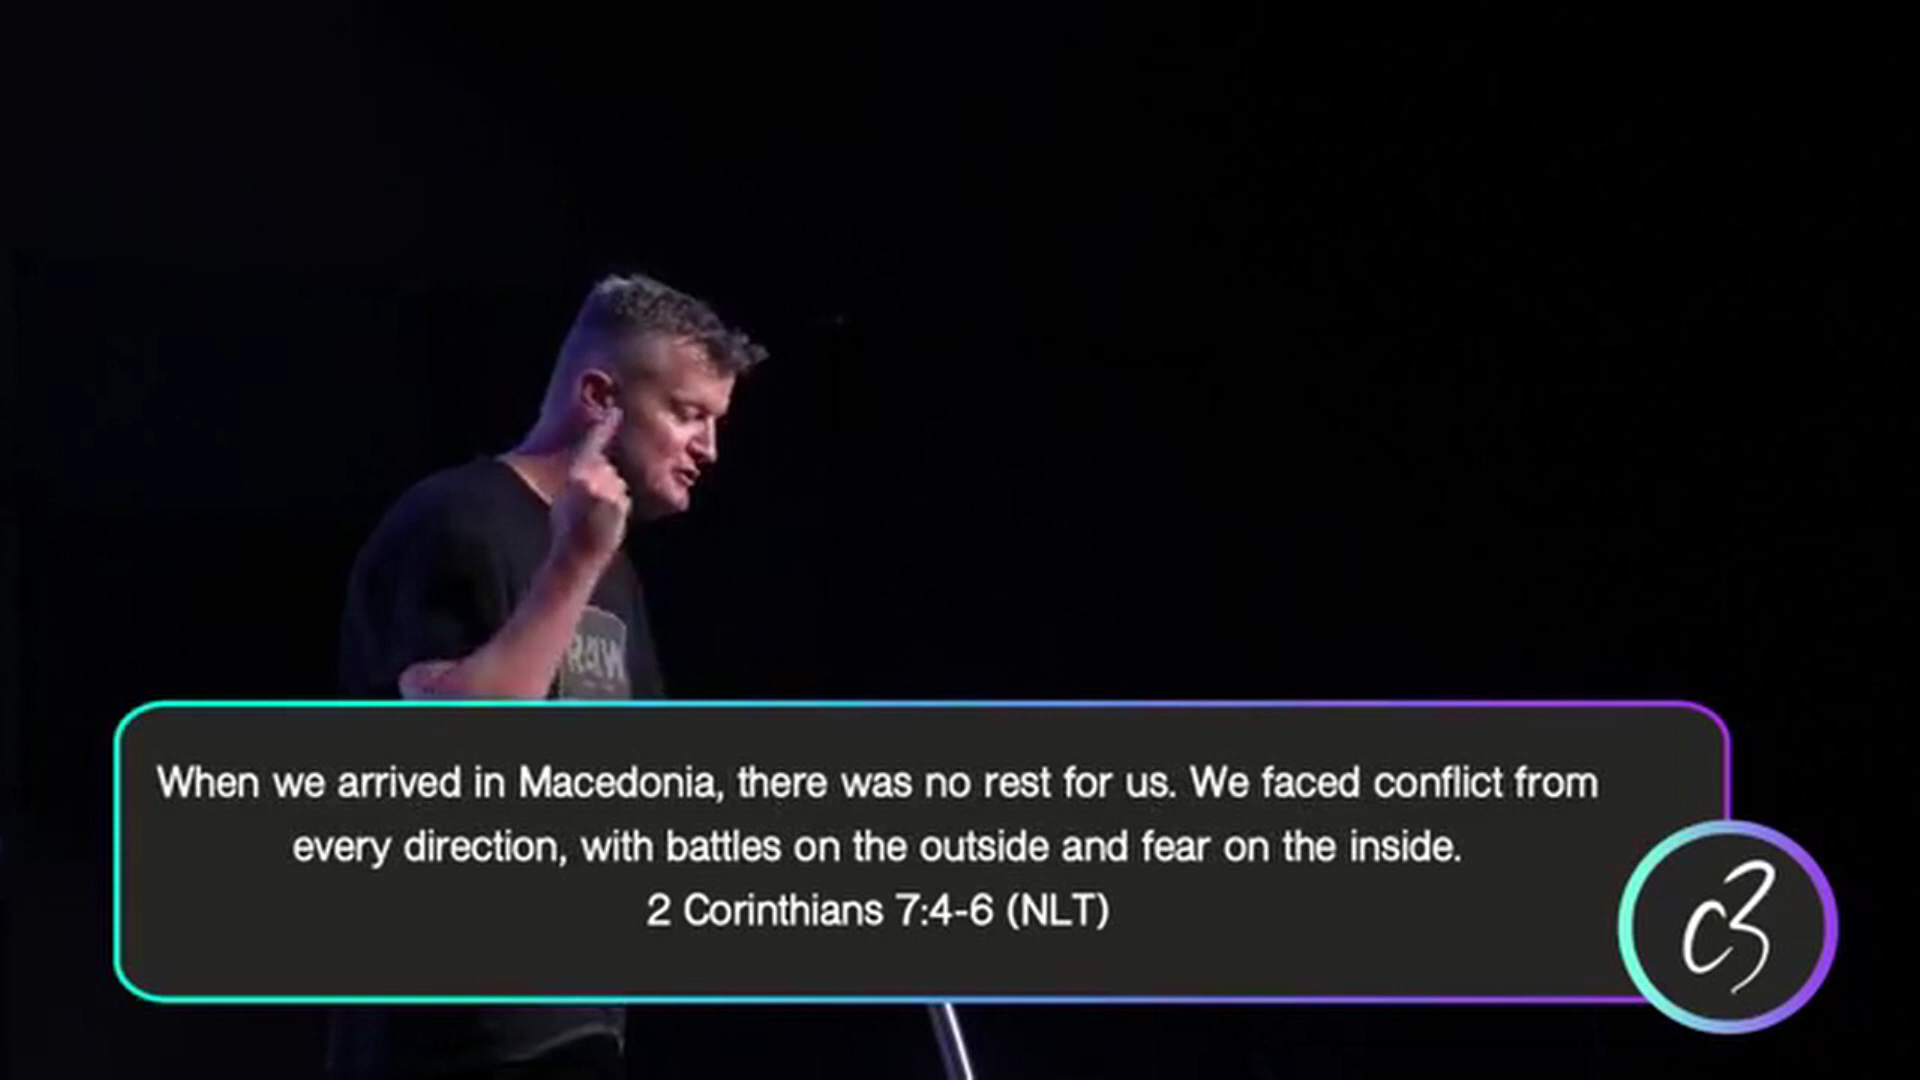 RAW
When we arrived in Macedonia, there was no rest for us. We faced conflict from
every direction, with battles on the outside and fear on the inside.
2 Corinthians 7:4-6 (NLT)
c3